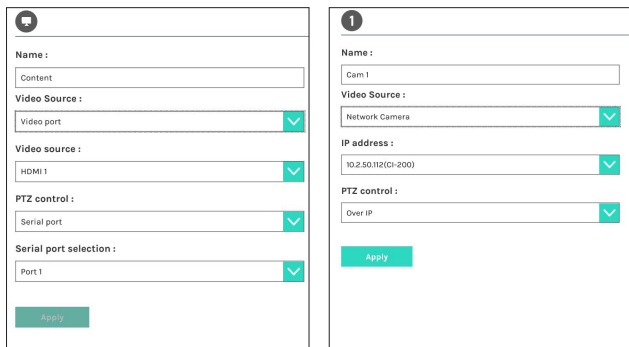 Name :
Content
Video Source :
Video port
Video source :
HDMI 1
PTZ control :
Serial port
Serial port selection :
Port 1
Apply
1
Name :
Cam 1
Video Source :
Network Camera
IP address :
10.2.50.112(CI-200)
PTZ control :
Over IP
Apply